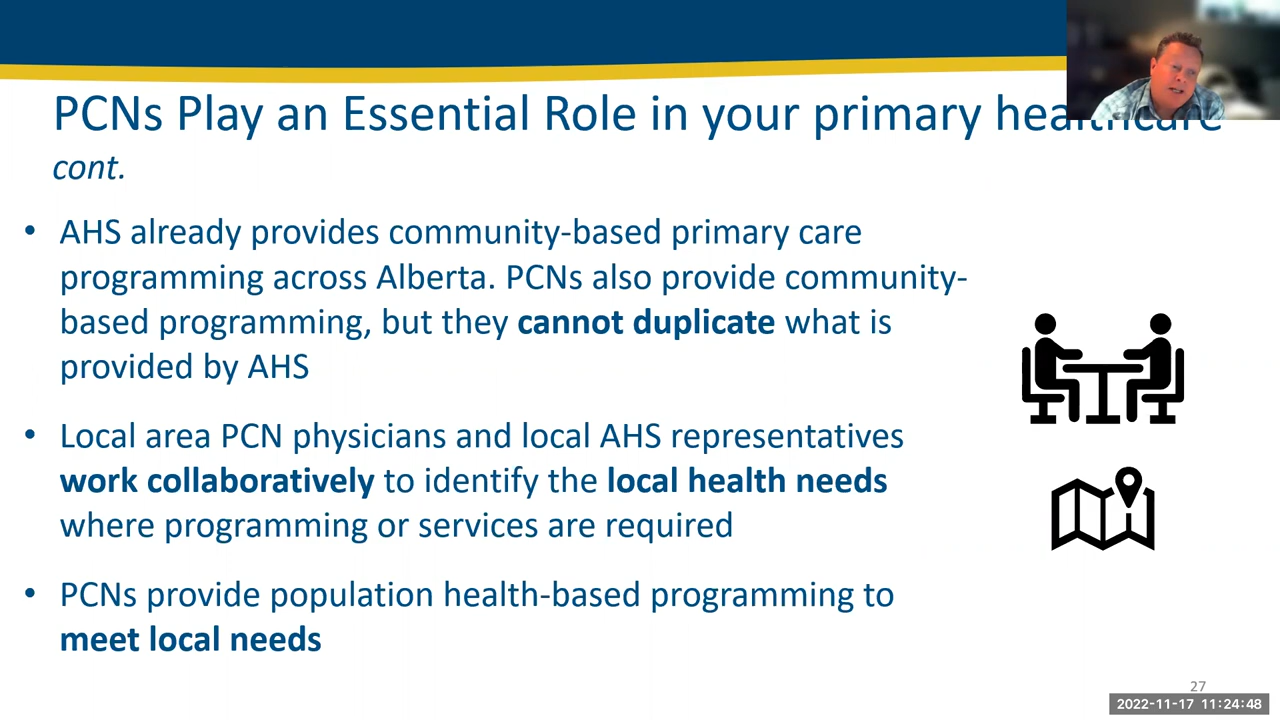 PCNs Play an Essential Role in your primary healthcare
cont.
• AHS already provides community-based primary care
programming across Alberta. PCNs also provide community-
based programming, but they cannot duplicate what is
provided by AHS
• Local area PCN physicians and local AHS representatives
work collaboratively to identify the local health needs
where programming or services are required
• PCNs provide population health-based programming to
meet local needs
27
2022-11-17 11:24:48